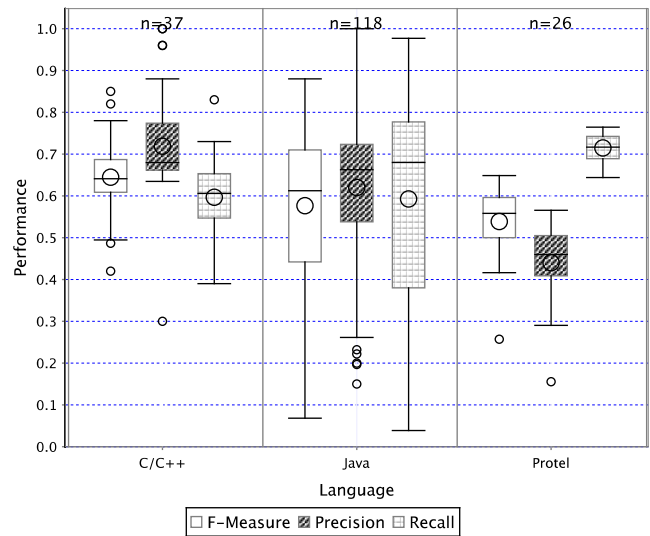 n=37 n=118 n=26
1.0
0.9
0.8
0.7
0.6
0.5
0.4
0.3
0.2
0.1
0.0
Performance
C/C++ Java Protel
Language
F-Measure Precision Recall